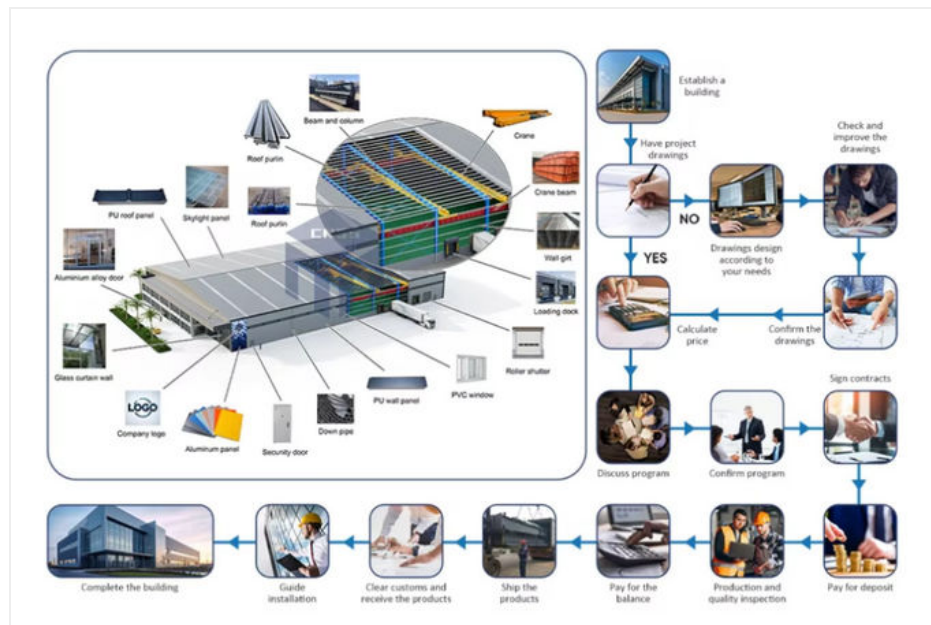 Beam and column
Roof purlin
Crane
PU roof panel
Skylight panel
Roof purlin
Crane beam
Wall girt
Aluminium alloy door
Loading dock
Glass curtain wall
Roller shutter
LOGO
Company logo
Aluminum panel
Security door
Down pipe
PU wall panel
PVC window
Establish a
building
Have project
drawings
NO
YES
Drawings design
according to
your needs
Check and
improve the
drawings
Confirm the
drawings
Calculate
price
Discuss program
Confirm program
Sign contracts
Pay for deposit
Production and
quality inspection
Pay for the
balance
Ship the
products
Clear customs and
receive the products
Guide
installation
Complete the building